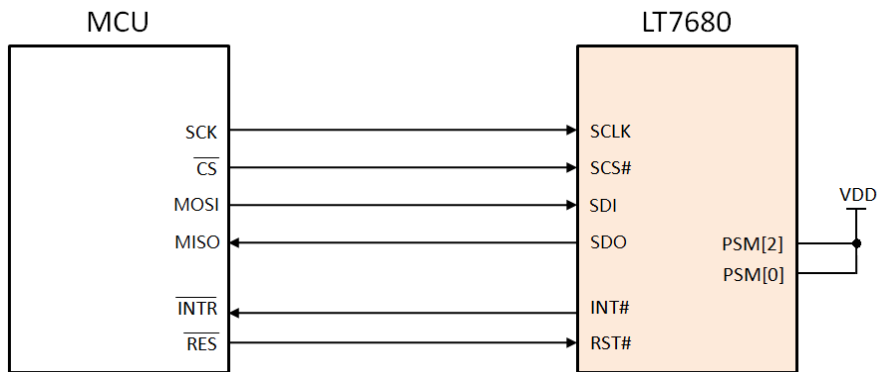 MCU
LT7680
SCK
SCLK
CS
SCS#
MOSI
SDI
VDD
MISO
SDO
PSM[2]
PSM[0]
INTR
INT#
RES
RST#